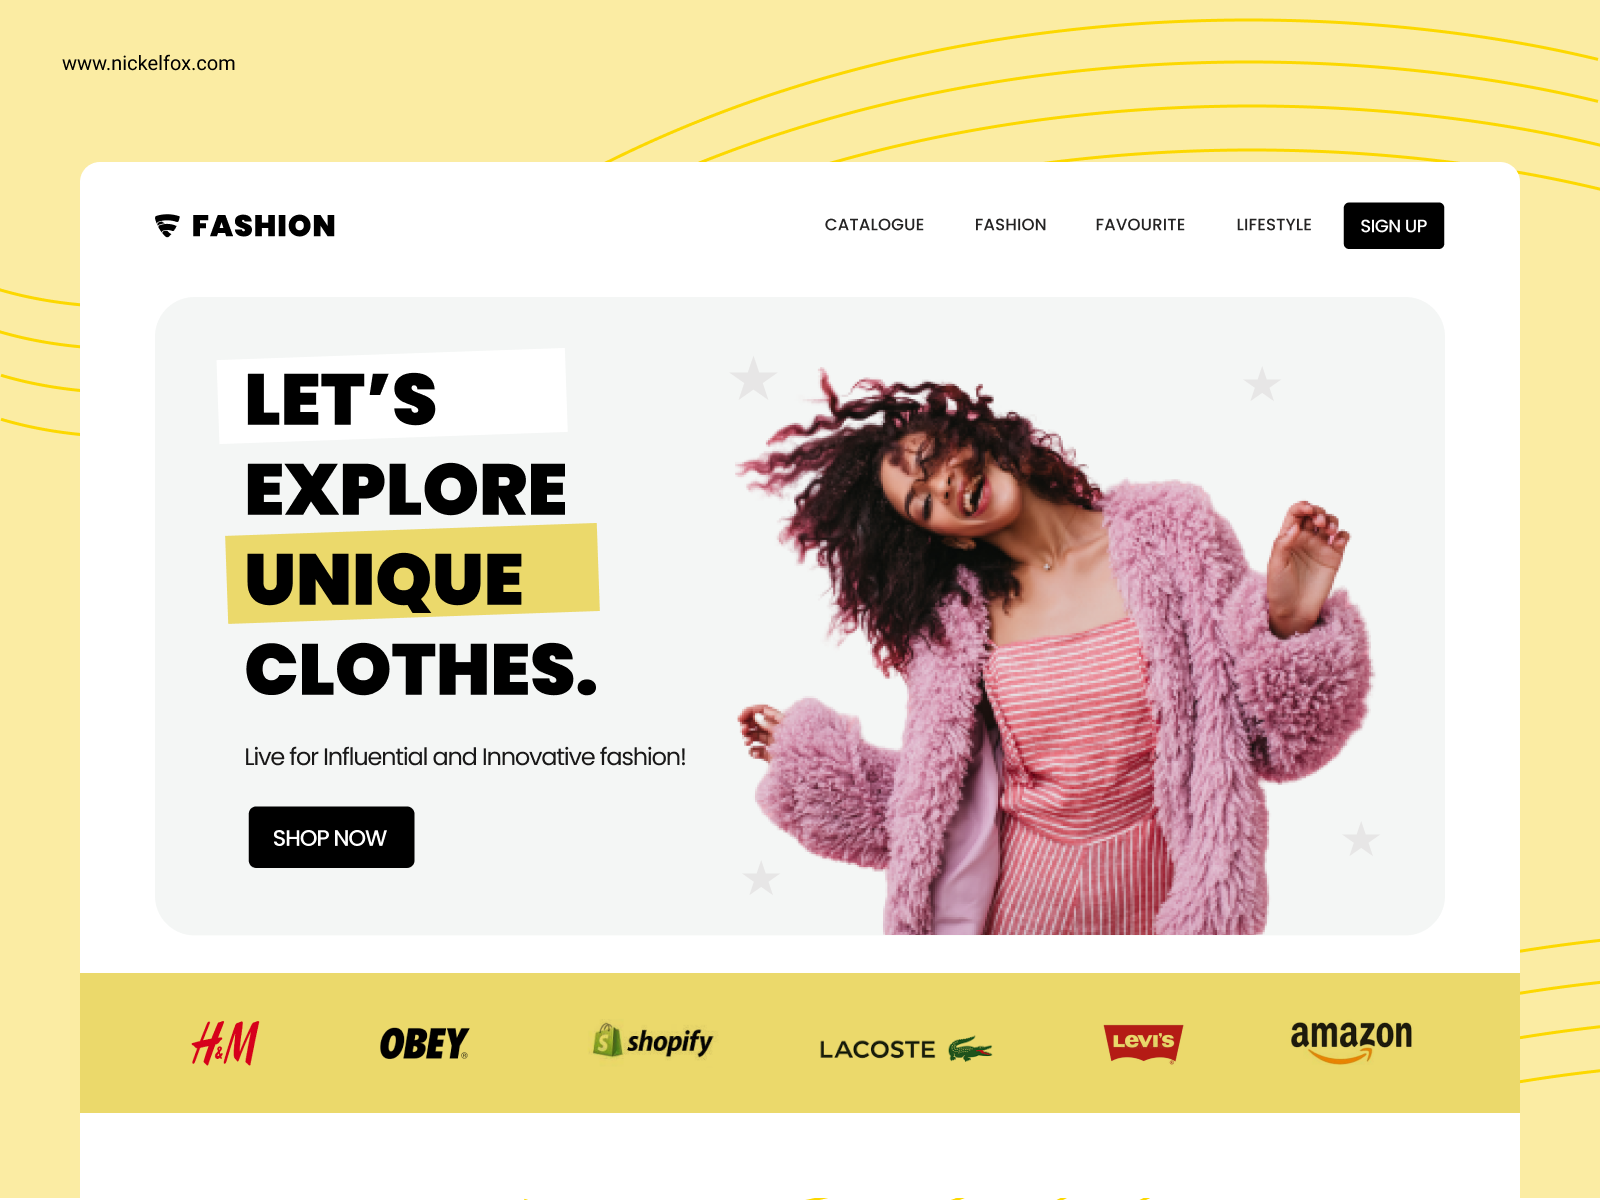 www.nickelfox.com
FASHION
CATALOGUE FASHION FAVOURITE LIFESTYLE SIGN UP
LET’S
EXPLORE
UNIQUE
CLOTHES.
Live for Influential and Innovative fashion!
SHOP NOW
H&M OBEY® shopify LACOSTE LEVI'S® amazon